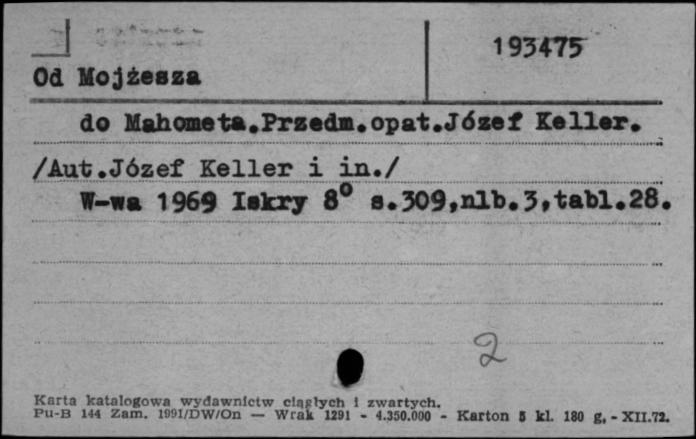 193475
Od Mojżesza
do Mahometa.Przedm.opat.Józef Keller.
/Aut.Józef Keller i in./
W-wa 1969 Iskry 8° s.309,nlb.3,tabl.28.
2
Karta katalogowa wydawnictw ciągłych i zwartych.
Pu-B 144 Zam. 1991/DW/On — Wrak 1291 - 4.350.000 - Karton 5 kl. 180 g. - XII.72.